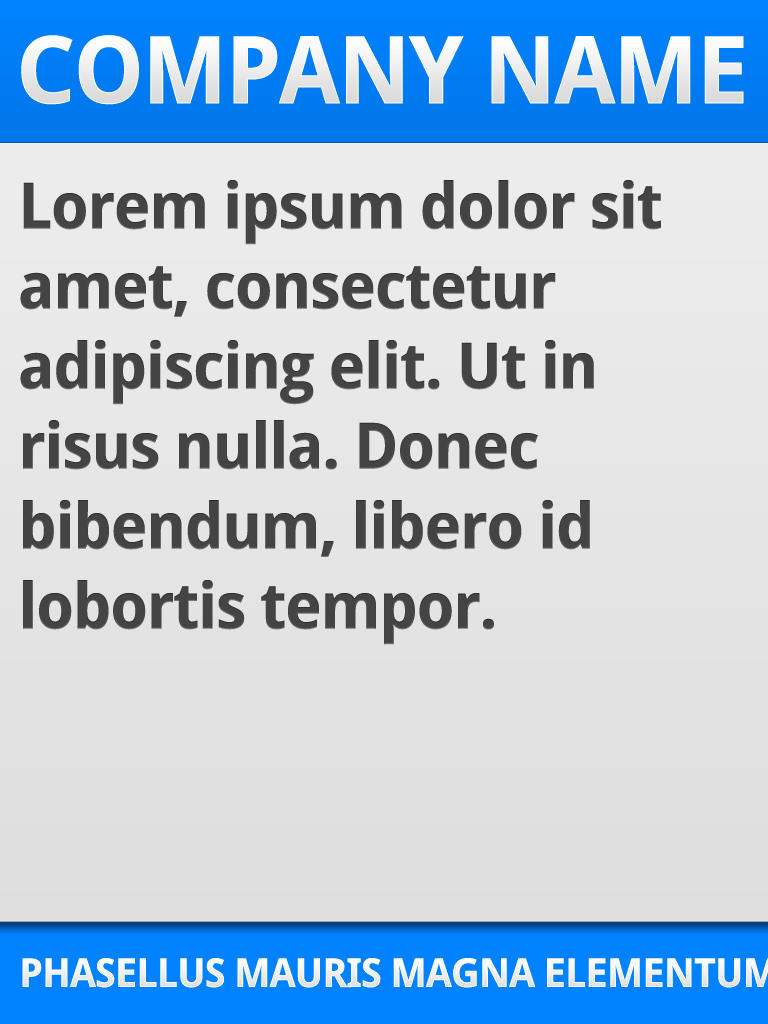 COMPANY NAME
Lorem ipsum dolor sit
amet, consectetur
adipiscing elit. Ut in
risus nulla. Donec
bibendum, libero id
lobortis tempor.
PHASELLUS MAURIS MAGNA ELEMENTUM